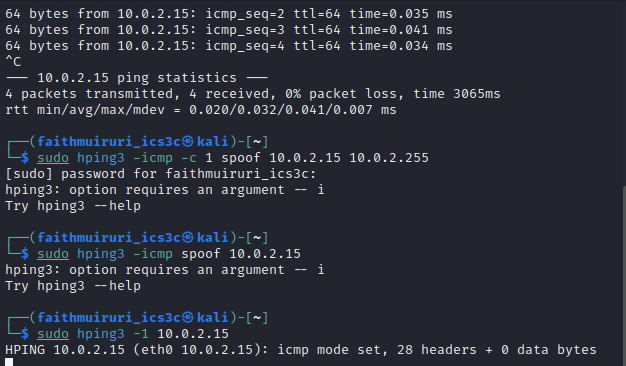 64 bytes from 10.0.2.15: icmp_seq=2 ttl=64 time=0.035 ms
64 bytes from 10.0.2.15: icmp_seq=3 ttl=64 time=0.041 ms
64 bytes from 10.0.2.15: icmp_seq=4 ttl=64 time=0.034 ms
^C
--- 10.0.2.15 ping statistics ---
4 packets transmitted, 4 received, 0% packet loss, time 3065ms
rtt min/avg/max/mdev = 0.020/0.032/0.041/0.007 ms
┌──(faithmuiruri_ics3c㉿kali)-[~]
└─$ sudo hping3 -icmp -c 1 spoof 10.0.2.15 10.0.2.255
[sudo] password for faithmuiruri_ics3c:
hping3: option requires an argument -- i
Try hping3 --help
┌──(faithmuiruri_ics3c㉿kali)-[~]
└─$ sudo hping3 -icmp spoof 10.0.2.15
hping3: option requires an argument -- i
Try hping3 --help
┌──(faithmuiruri_ics3c㉿kali)-[~]
└─$ sudo hping3 -1 10.0.2.15
HPING 10.0.2.15 (eth0 10.0.2.15): icmp mode set, 28 headers + 0 data bytes